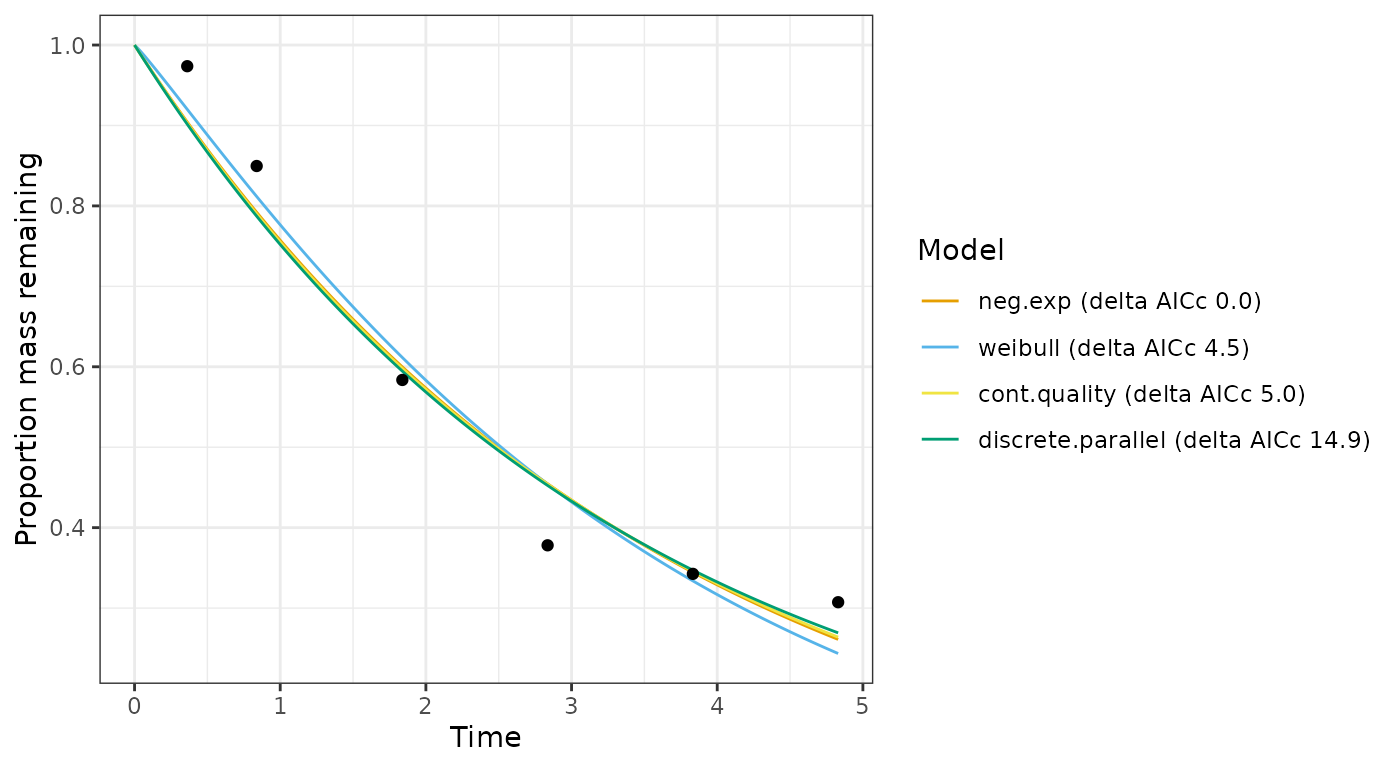 1.0
0.8
0.6
0.4
Proportion mass remaining
0 1 2 3 4 5
Time
Model
neg.exp (delta AICc 0.0)
weibull (delta AICc 4.5)
cont.quality (delta AICc 5.0)
discrete.parallel (delta AICc 14.9)